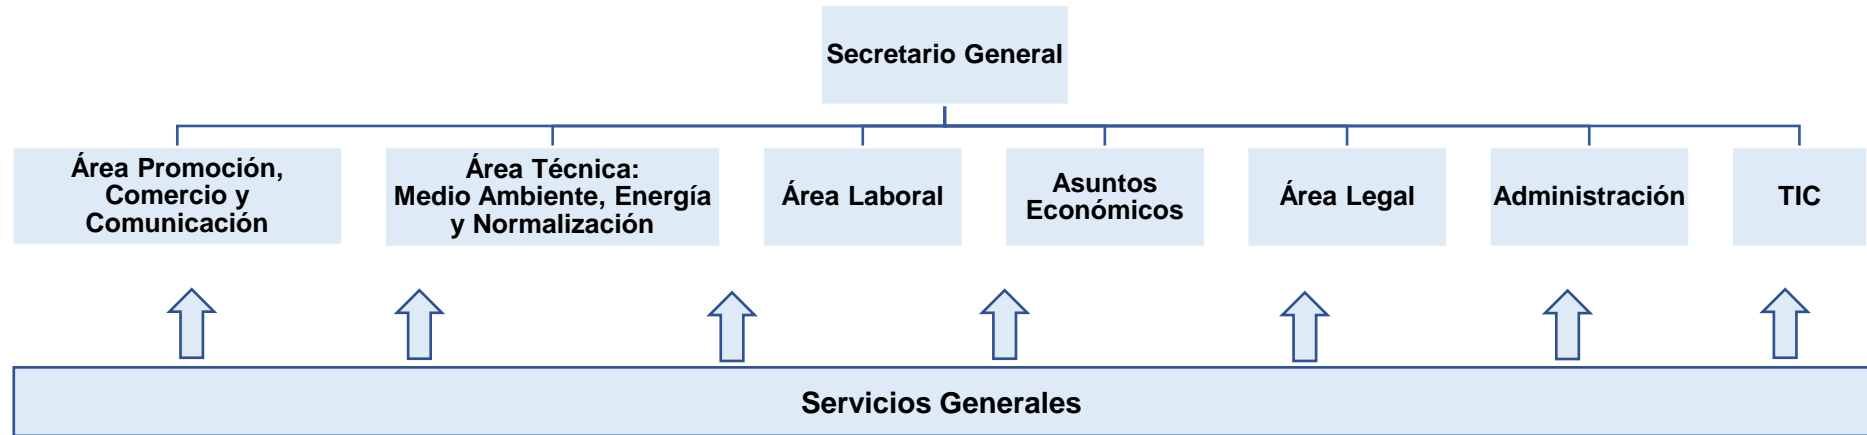 Secretario General
Área Promoción,
Comercio y
Comunicación
Área Técnica:
Medio Ambiente, Energía
y Normalización
Área Laboral
Asuntos
Económicos
Área Legal
Administración
TIC
Servicios Generales